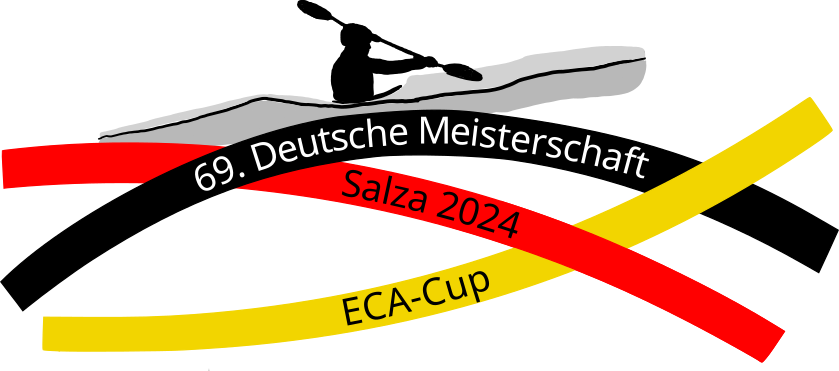 69. Deutsche Meisterschaft
Salza 2024
ECA-Cup